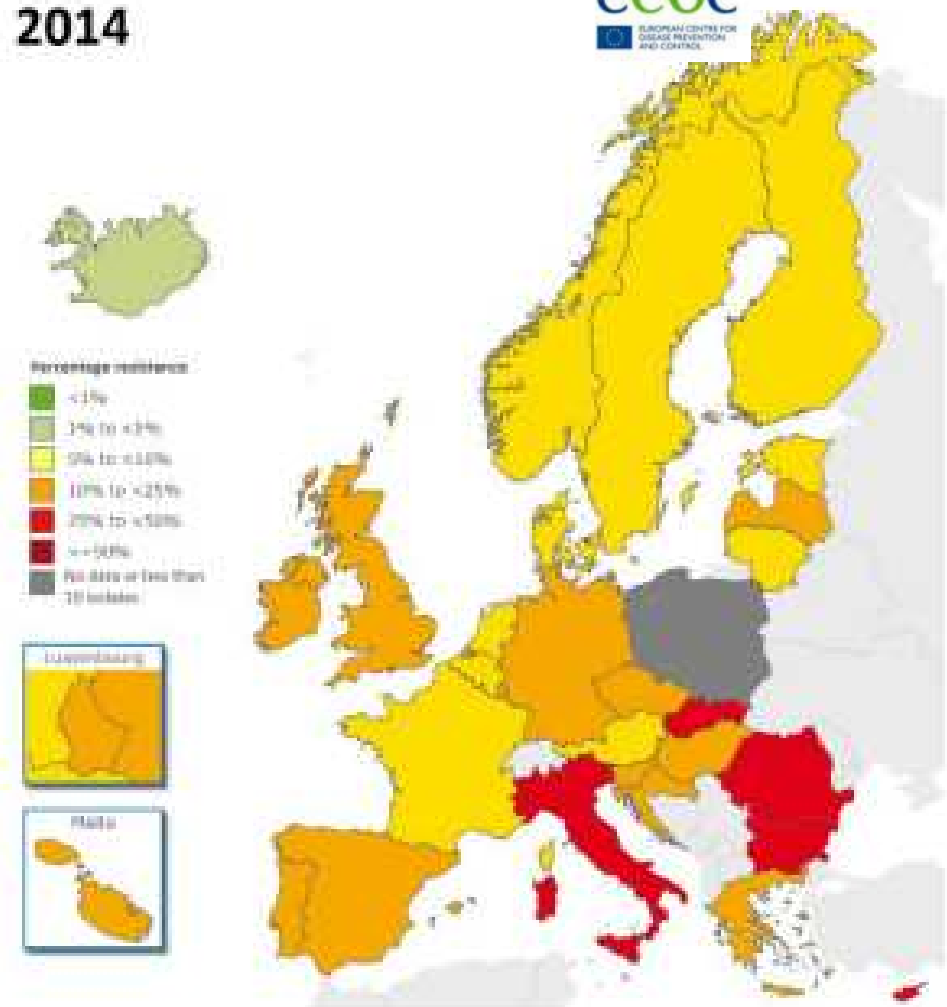 2014
ecdc
EUROPEAN CENTRE FOR
DISEASE PREVENTION
AND CONTROL
Percentage resistance
<1%
1% to <5%
5% to <10%
10% to <25%
25% to <50%
>=50%
No data or less than
10 isolates
Luxembourg
Malta